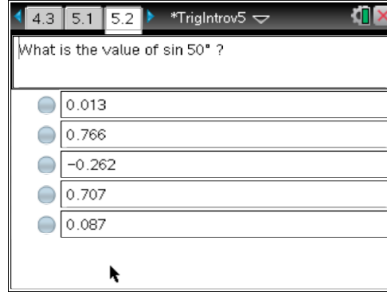 4.3 5.1 5.2 *TrigIntrov5
What is the value of sin 50° ?
0.013
0.766
-0.262
0.707
0.087